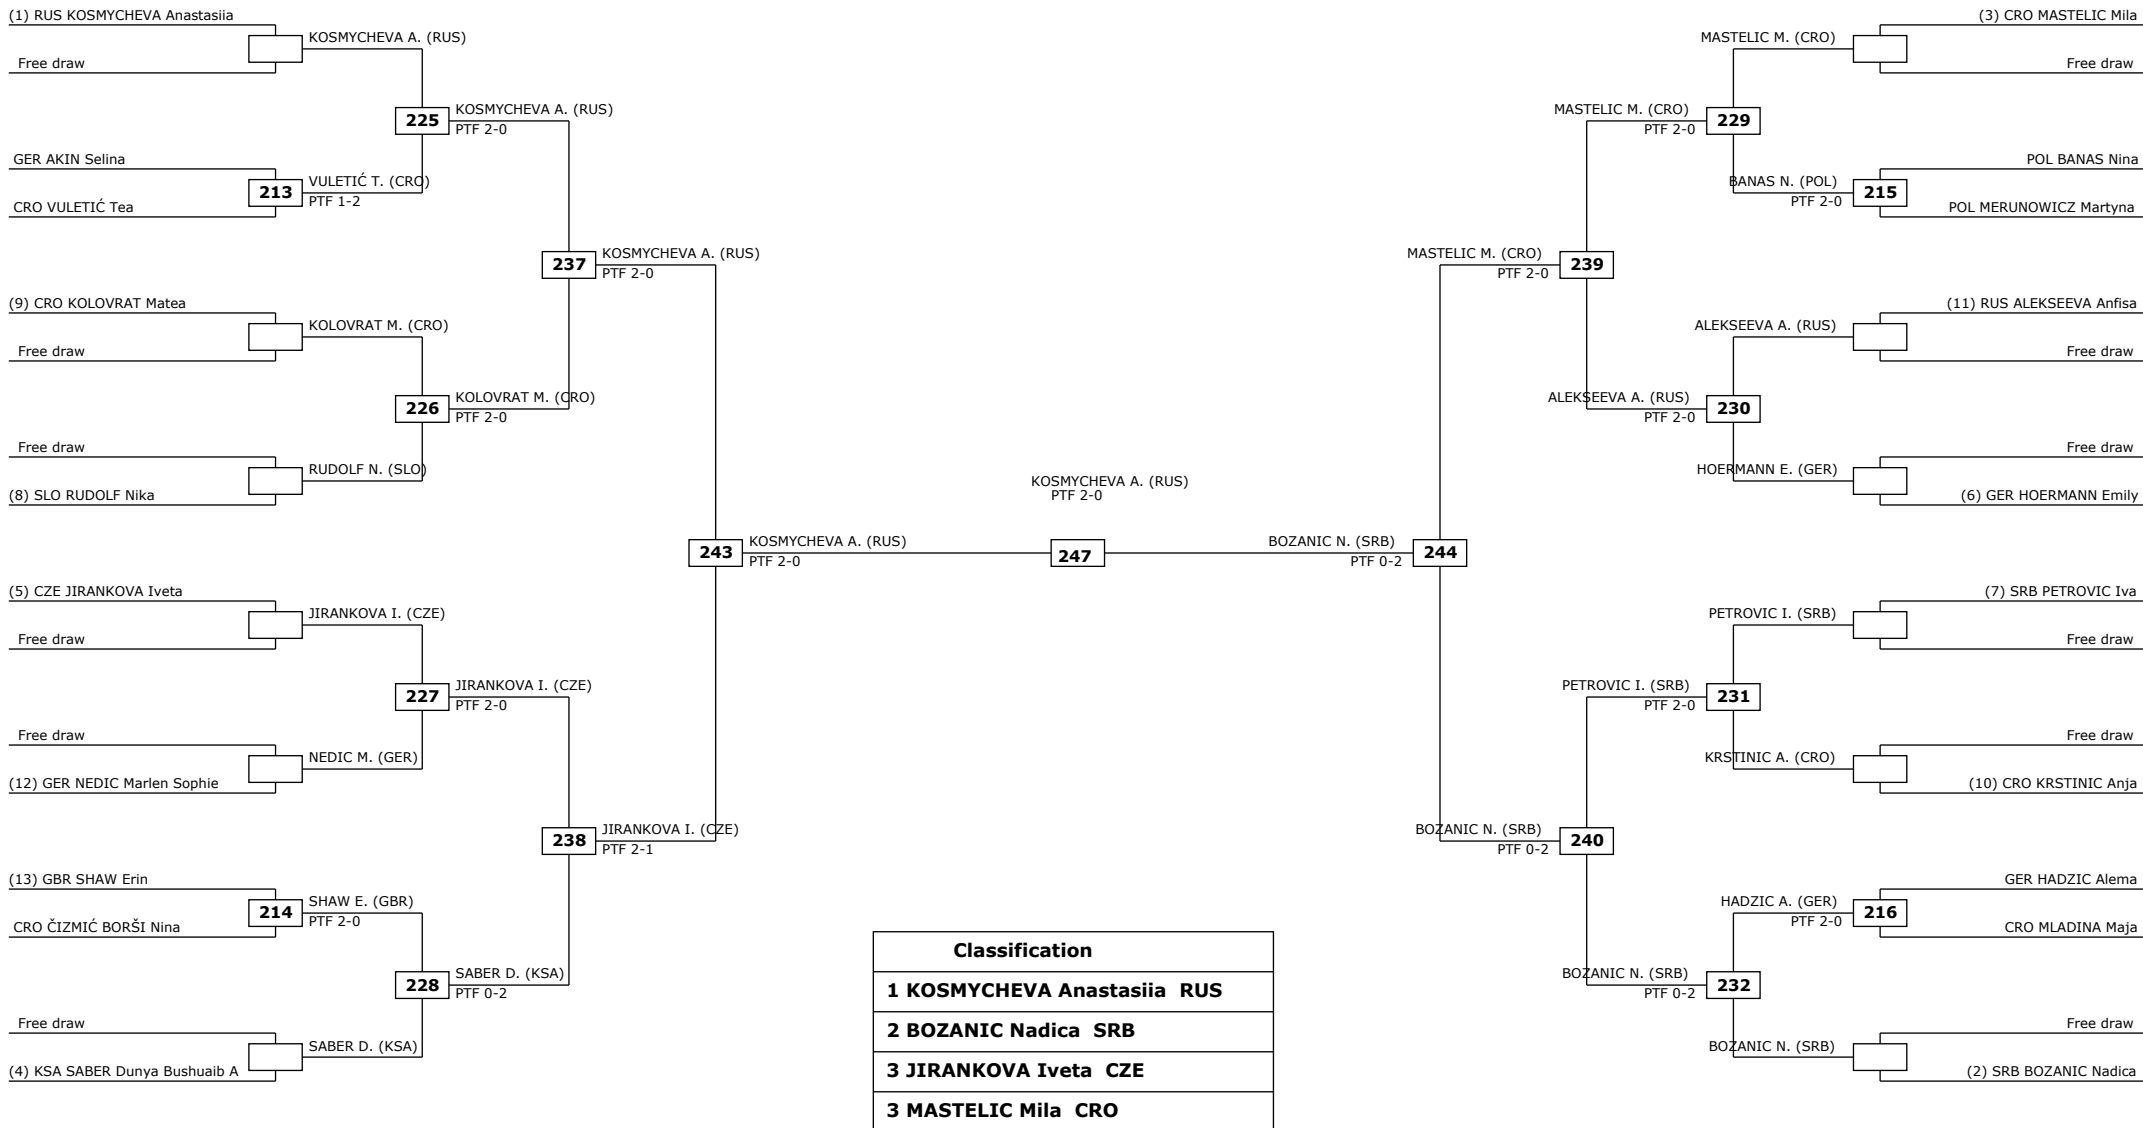 (1) RUS KOSMYCHEVA Anastasiia
KOSMYCHEVA A. (RUS)
Free draw
225
KOSMYCHEVA A. (RUS)
PTF 2-0
GER AKIN Selina
213
VULETIĆ T. (CRO)
PTF 1-2
CRO VULETIĆ Tea
237
KOSMYCHEVA A. (RUS)
PTF 2-0
(9) CRO KOLOVRAT Matea
KOLOVRAT M. (CRO)
Free draw
226
KOLOVRAT M. (CRO)
PTF 2-0
Free draw
RUDOLF N. (SLO)
(8) SLO RUDOLF Nika
243
KOSMYCHEVA A. (RUS)
PTF 2-0
(5) CZE JIRANKOVA Iveta
JIRANKOVA I. (CZE)
Free draw
227
JIRANKOVA I. (CZE)
PTF 2-0
Free draw
NEDIC M. (GER)
(12) GER NEDIC Marlen Sophie
238
JIRANKOVA I. (CZE)
PTF 2-1
(13) GBR SHAW Erin
214
SHAW E. (GBR)
PTF 2-0
CRO ČIZMIĆ BORŠI Nina
228
SABER D. (KSA)
PTF 0-2
Free draw
SABER D. (KSA)
(4) KSA SABER Dunya Bushuaib A
KOSMYCHEVA A. (RUS)
PTF 2-0
247
(3) CRO MASTELIC Mila
MASTELIC M. (CRO)
Free draw
MASTELIC M. (CRO)
PTF 2-0
229
POL BANAS Nina
BANAS N. (POL)
PTF 2-0
215
POL MERUNOWICZ Martyna
MASTELIC M. (CRO)
PTF 2-0
239
(11) RUS ALEKSEEVA Anfisa
ALEKSEEVA A. (RUS)
Free draw
ALEKSEEVA A. (RUS)
PTF 2-0
230
Free draw
HOERMANN E. (GER)
(6) GER HOERMANN Emily
BOZANIC N. (SRB)
PTF 0-2
244
(7) SRB PETROVIC Iva
PETROVIC I. (SRB)
Free draw
PETROVIC I. (SRB)
PTF 2-0
231
Free draw
KRSTINIC A. (CRO)
(10) CRO KRSTINIC Anja
BOZANIC N. (SRB)
PTF 0-2
240
GER HADZIC Alema
HADZIC A. (GER)
PTF 2-0
216
CRO MLADINA Maja
BOZANIC N. (SRB)
PTF 0-2
232
Free draw
BOZANIC N. (SRB)
(2) SRB BOZANIC Nadica
Classification
1 KOSMYCHEVA Anastasiia RUS
2 BOZANIC Nadica SRB
3 JIRANKOVA Iveta CZE
3 MASTELIC Mila CRO